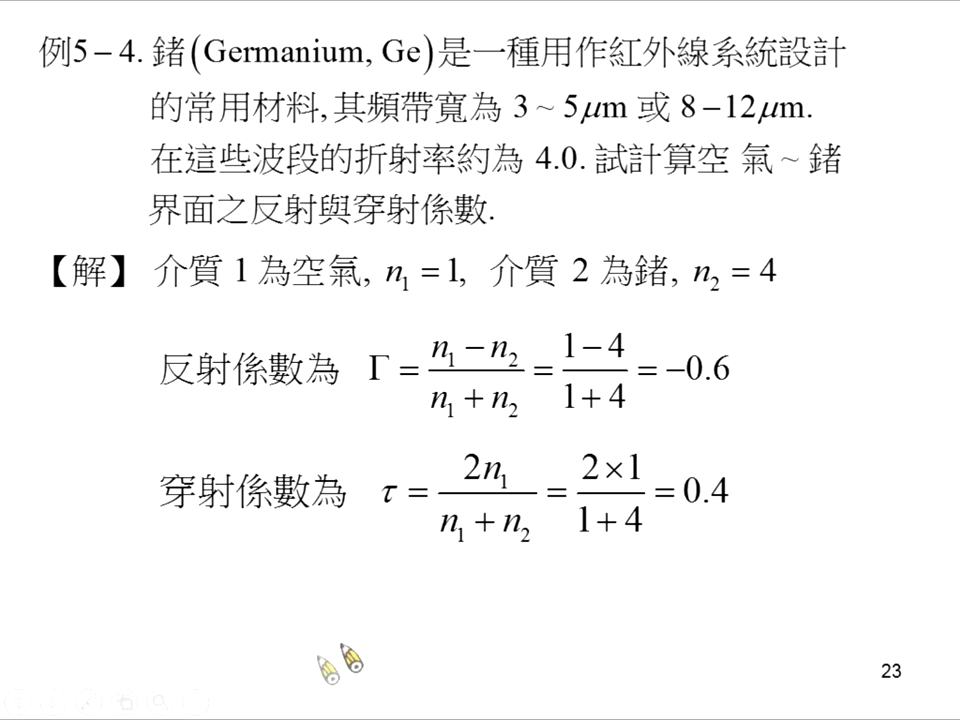 例5－4. 鍺(Germanium, Ge)是一種用作紅外線系統設計
的常用材料, 其頻帶寬為 3 ~ 5μm 或 8－12μm.
在這些波段的折射率約為 4.0. 試計算空 氣 ~ 鍺
界面之反射與穿射係數.
【解】 介質 1 為空氣, n₁ = 1, 介質 2 為鍺, n₂ = 4
反射係數為 Γ = (n₁ − n₂)/(n₁ + n₂) = (1 − 4)/(1 + 4) = −0.6
穿射係數為 τ = 2n₁/(n₁ + n₂) = (2×1)/(1 + 4) = 0.4
23